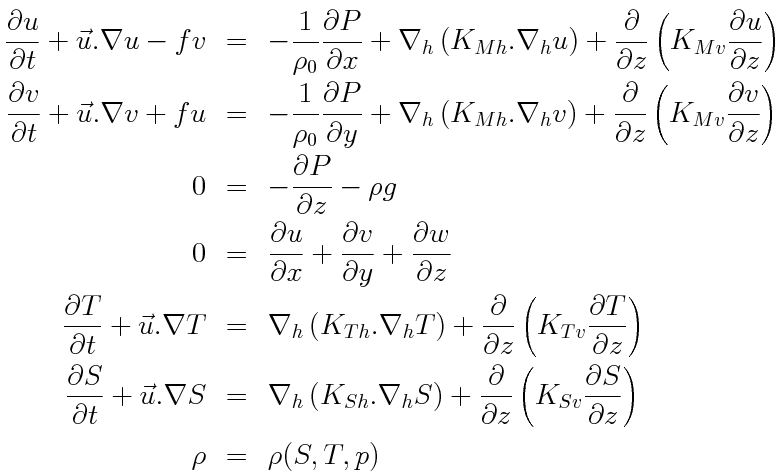 ∂u/∂t + u⃗.∇u − fv = −(1/ρ₀)(∂P/∂x) + ∇ₕ (K_{Mh}.∇ₕu) + ∂/∂z (K_{Mv} ∂u/∂z)
∂v/∂t + u⃗.∇v + fu = −(1/ρ₀)(∂P/∂y) + ∇ₕ (K_{Mh}.∇ₕv) + ∂/∂z (K_{Mv} ∂v/∂z)
0 = −∂P/∂z − ρg
0 = ∂u/∂x + ∂v/∂y + ∂w/∂z
∂T/∂t + u⃗.∇T = ∇ₕ (K_{Th}.∇ₕT) + ∂/∂z (K_{Tv} ∂T/∂z)
∂S/∂t + u⃗.∇S = ∇ₕ (K_{Sh}.∇ₕS) + ∂/∂z (K_{Sv} ∂S/∂z)
ρ = ρ(S, T, p)